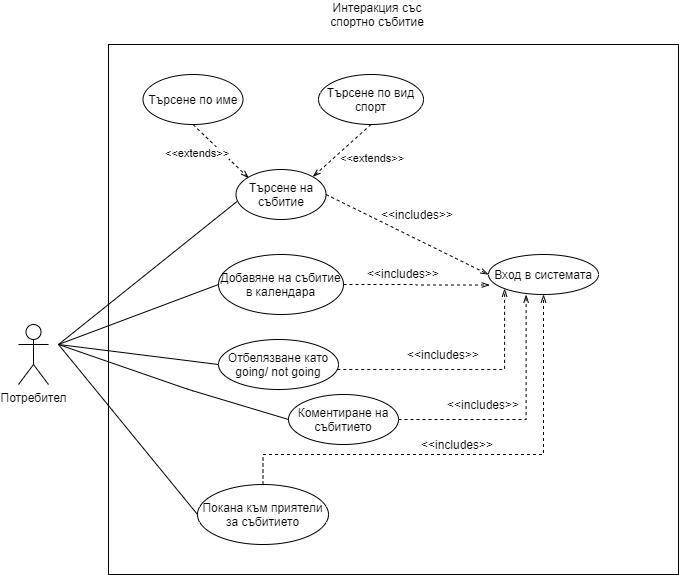 Интеракция със
спортно събитие
Търсене по име
Търсене по вид
спорт
<<extends>>
<<extends>>
Търсене на
събитие
<<includes>>
Вход в системата
Добавяне на събитие
в календара
<<includes>>
Отбелязване като
going/ not going
<<includes>>
Потребител
Коментиране на
събитието
<<includes>>
<<includes>>
Покана към приятели
за събитието